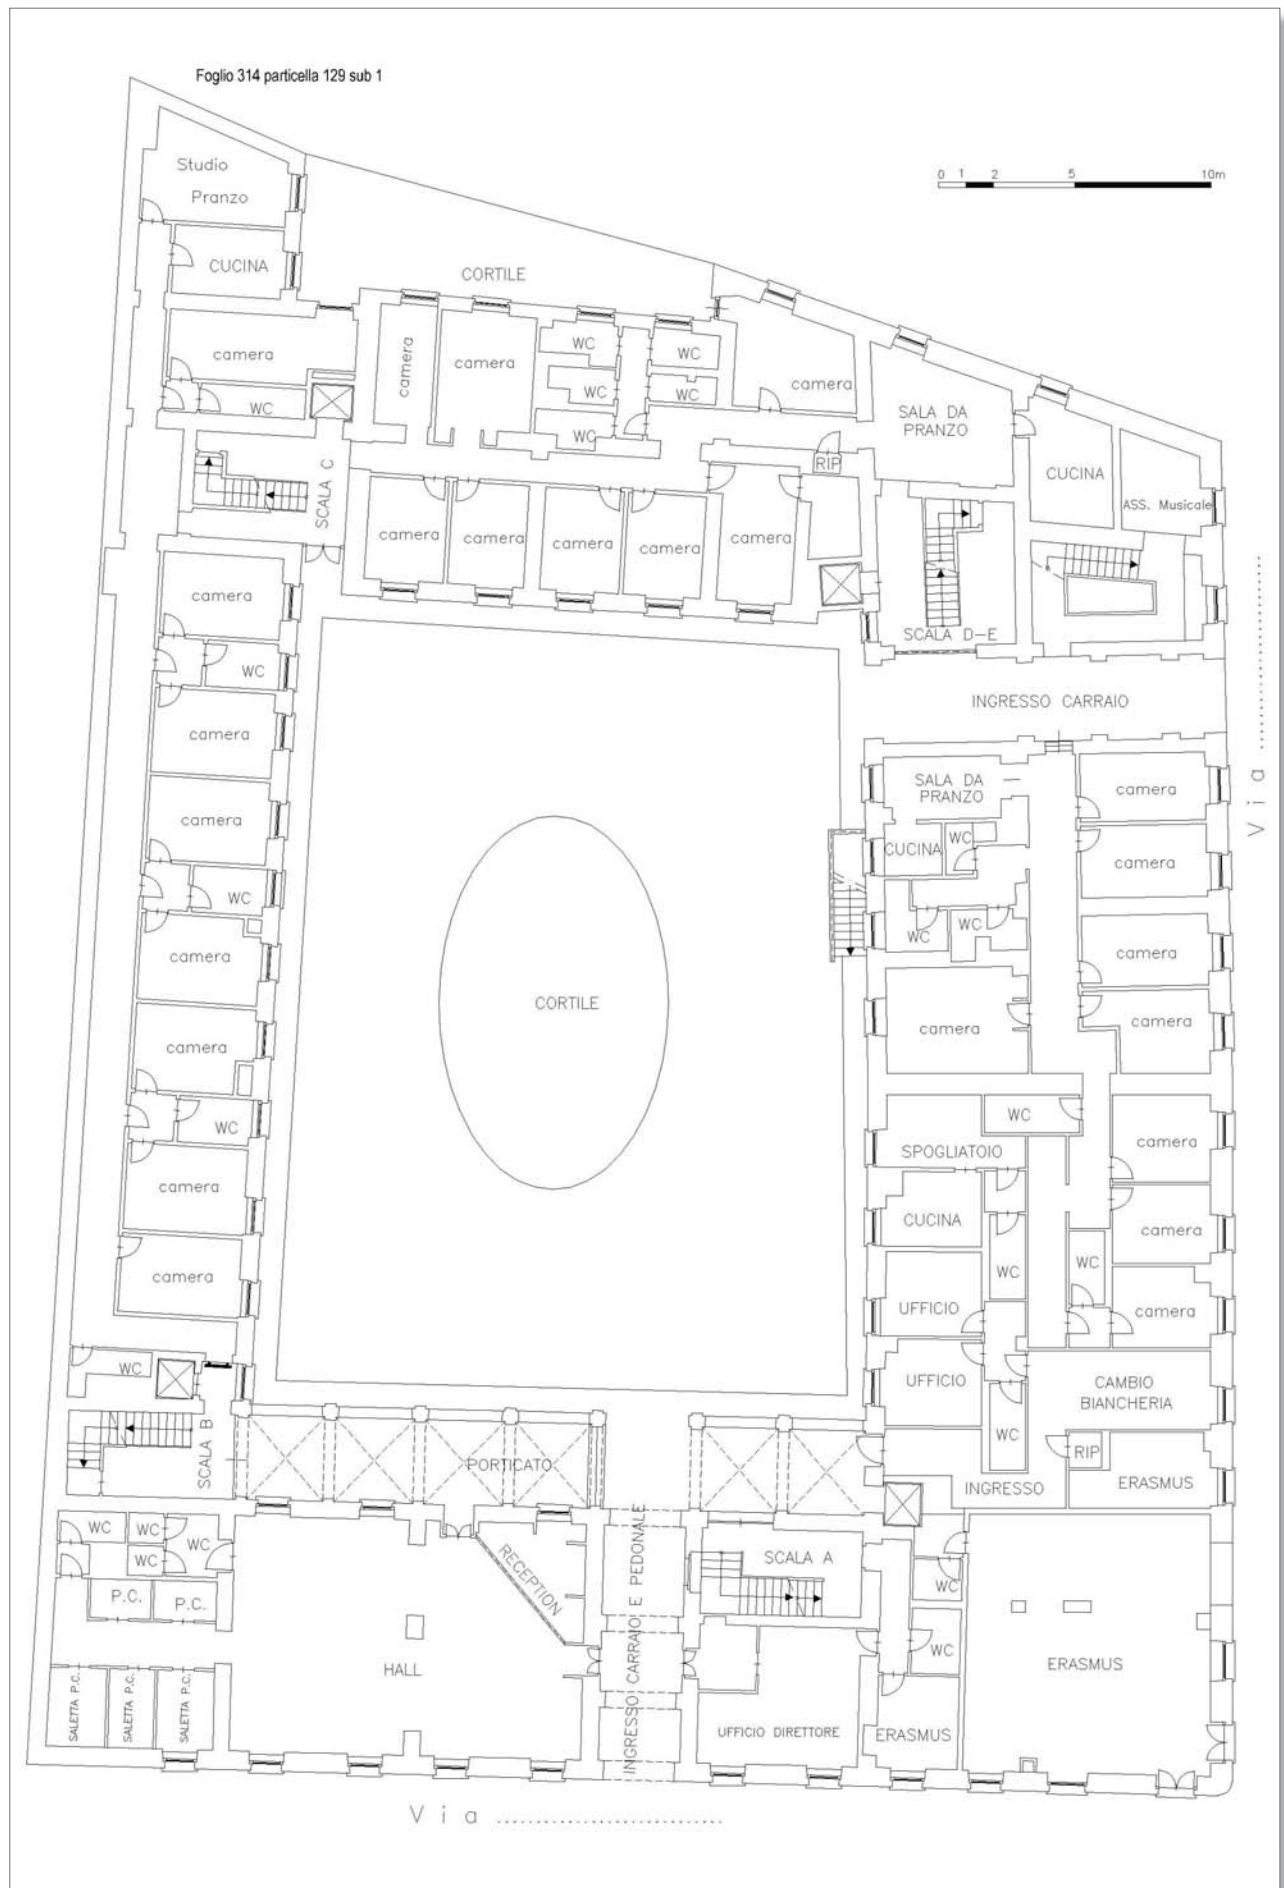 Foglio 314 particella 129 sub 1
0 1 2 5 10m
Studio
Pranzo
CUCINA
CORTILE
camera
WC
camera
camera
WC
WC
WC
WC
WC
camera
SALA DA
PRANZO
RIP
CUCINA
ASS. Musicale
SCALA C
camera
camera
camera
camera
camera
SCALA D-E
INGRESSO CARRAIO
Via
camera
WC
camera
camera
WC
camera
camera
WC
camera
camera
CORTILE
SALA DA
PRANZO
CUCINA
WC
WC
WC
camera
camera
camera
camera
camera
SPOGLIATOIO
WC
camera
CUCINA
WC
WC
camera
UFFICIO
camera
UFFICIO
WC
CAMBIO
BIANCHERIA
RIP
INGRESSO
ERASMUS
WC
SCALA B
PORTICATO
WC
WC
WC
WC
P.C.
P.C.
SALETTA P.C.
SALETTA P.C.
SALETTA P.C.
HALL
RECEPTION
INGRESSO CARRAIO E PEDONALE
SCALA A
WC
WC
UFFICIO DIRETTORE
ERASMUS
ERASMUS
Via